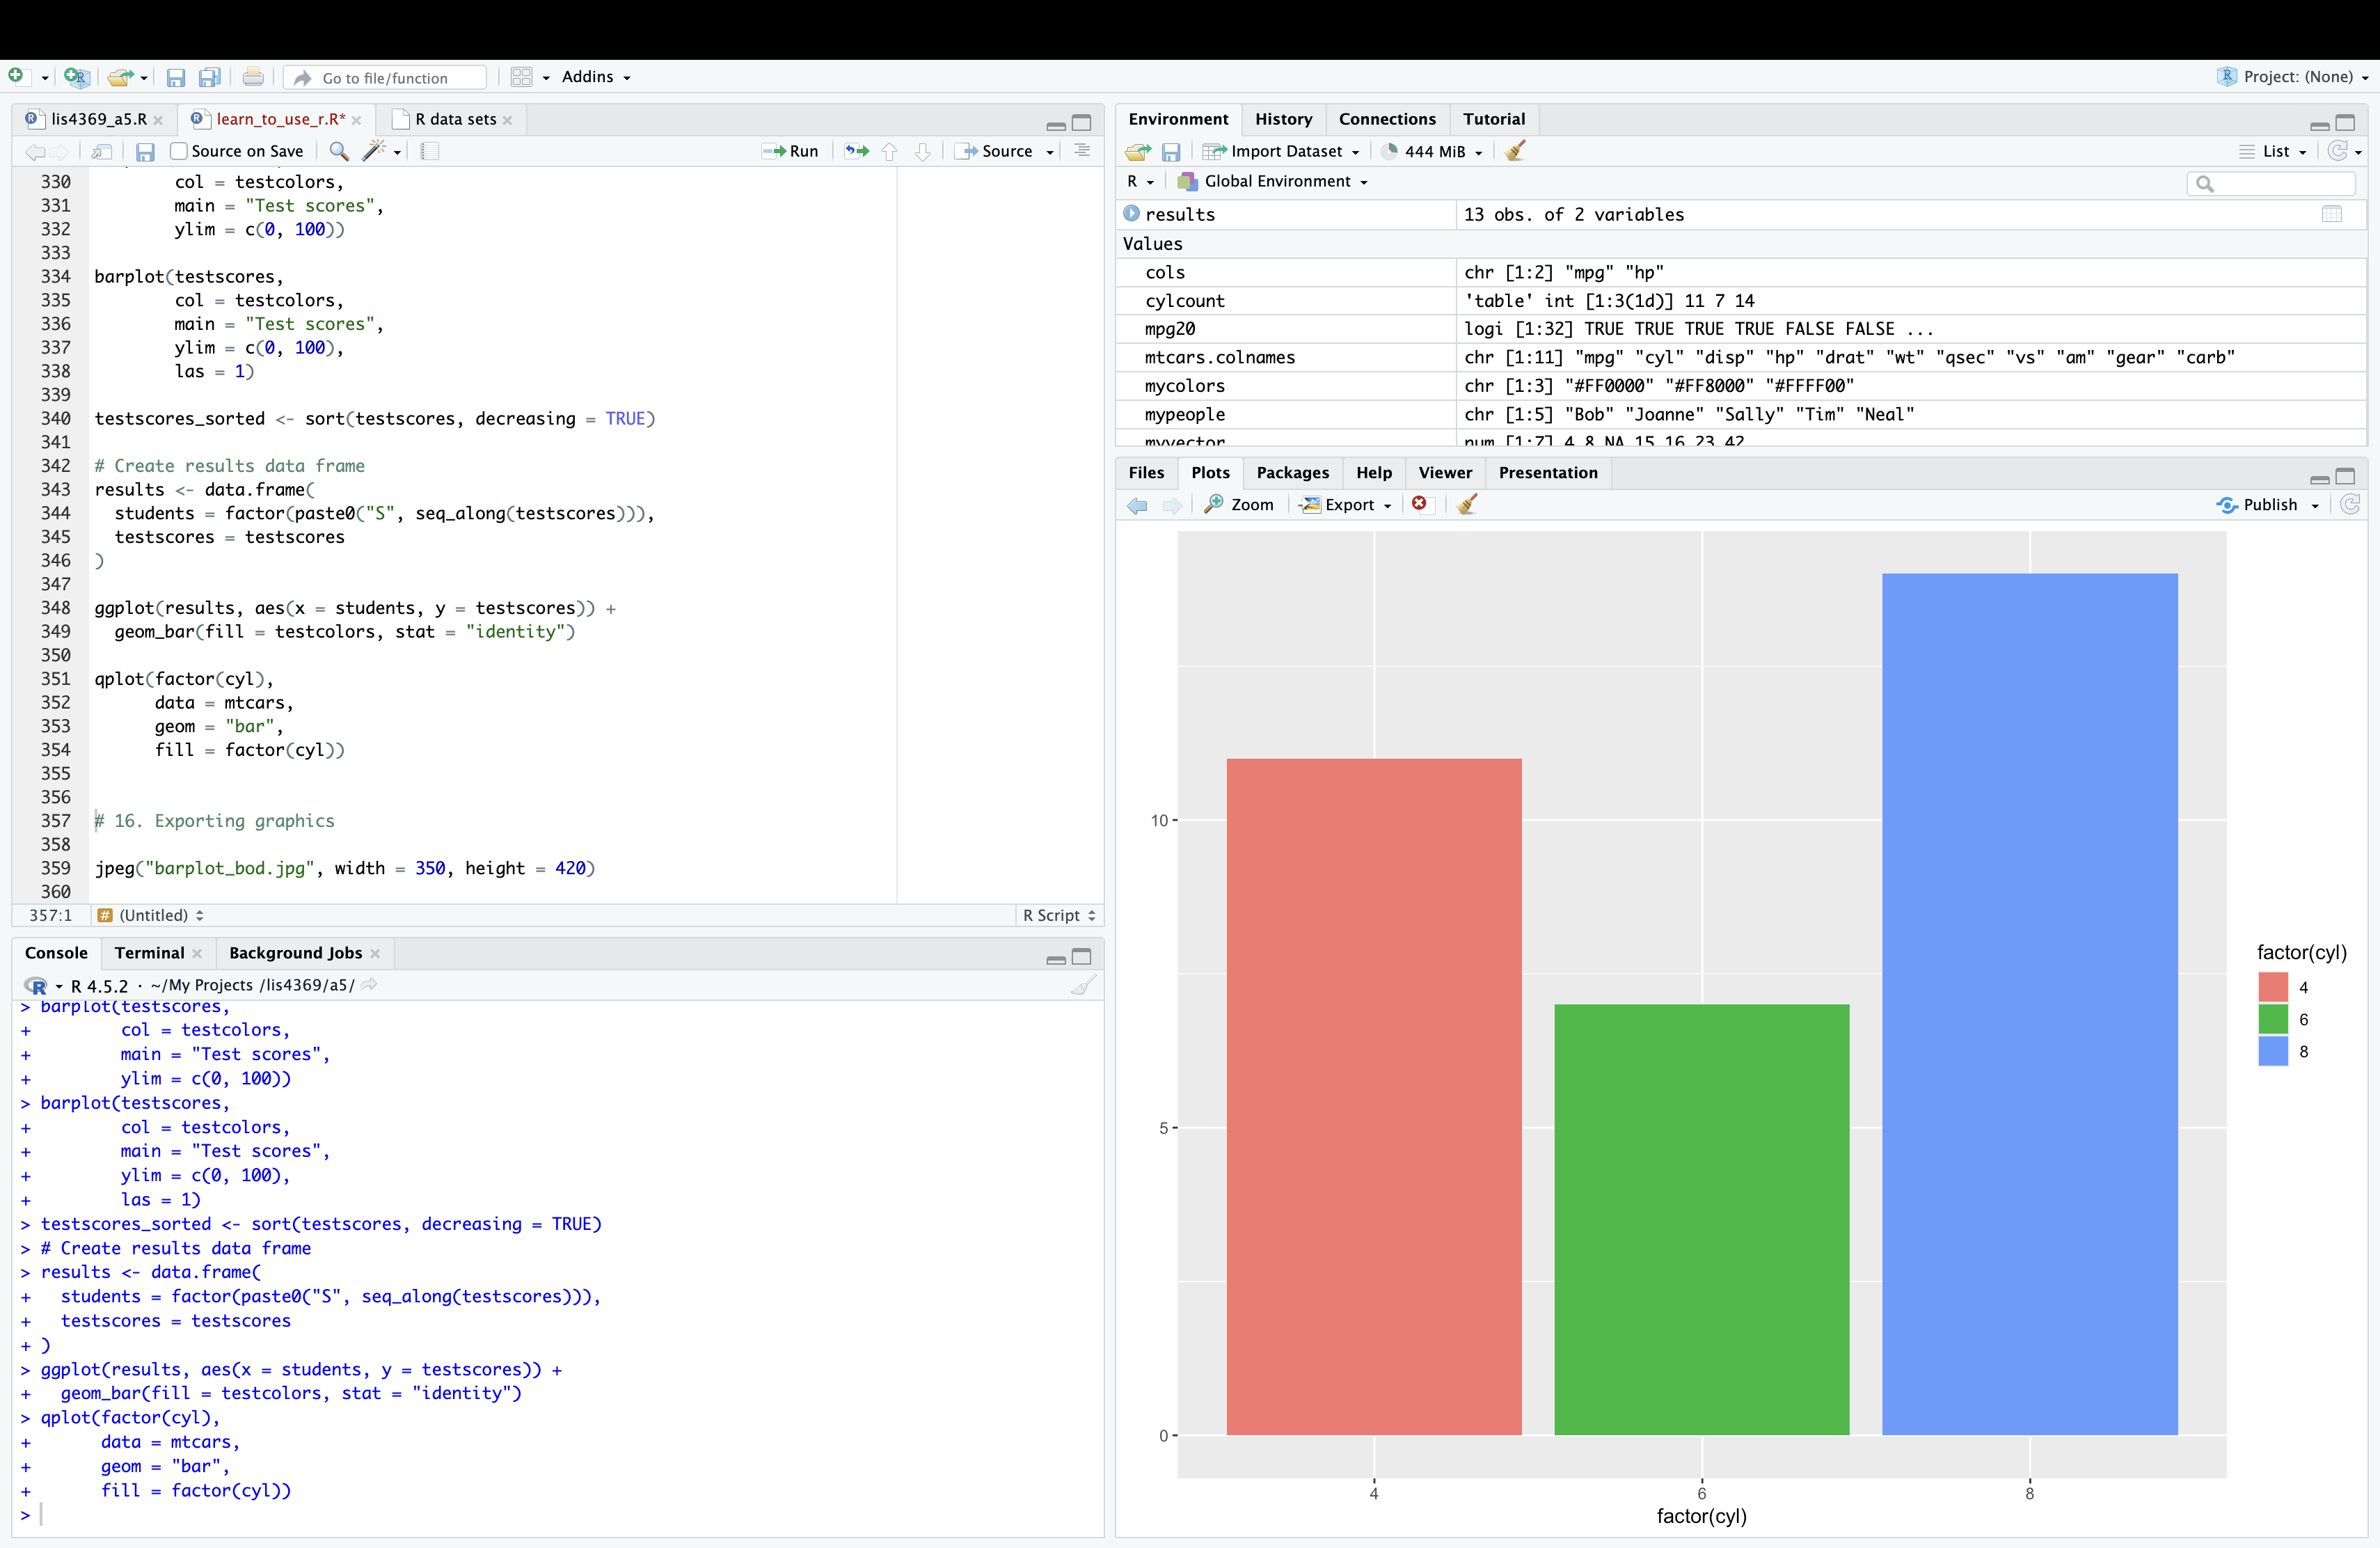 Go to file/function
Addins
Project: (None)
lis4369_a5.R
learn_to_use_r.R*
R data sets
Source on Save
Run
Source
330 col = testcolors,
331 main = "Test scores",
332 ylim = c(0, 100))
333
334 barplot(testscores,
335 col = testcolors,
336 main = "Test scores",
337 ylim = c(0, 100),
338 las = 1)
339
340 testscores_sorted <- sort(testscores, decreasing = TRUE)
341
342 # Create results data frame
343 results <- data.frame(
344 students = factor(paste0("S", seq_along(testscores))),
345 testscores = testscores
346 )
347
348 ggplot(results, aes(x = students, y = testscores)) +
349 geom_bar(fill = testcolors, stat = "identity")
350
351 qplot(factor(cyl),
352 data = mtcars,
353 geom = "bar",
354 fill = factor(cyl))
355
356
357 # 16. Exporting graphics
358
359 jpeg("barplot_bod.jpg", width = 350, height = 420)
360
357:1 # (Untitled) R Script
Console Terminal Background Jobs
R 4.5.2 · ~/My Projects /lis4369/a5/
> barplot(testscores,
+ col = testcolors,
+ main = "Test scores",
+ ylim = c(0, 100))
> barplot(testscores,
+ col = testcolors,
+ main = "Test scores",
+ ylim = c(0, 100),
+ las = 1)
> testscores_sorted <- sort(testscores, decreasing = TRUE)
> # Create results data frame
> results <- data.frame(
+ students = factor(paste0("S", seq_along(testscores))),
+ testscores = testscores
+ )
> ggplot(results, aes(x = students, y = testscores)) +
+ geom_bar(fill = testcolors, stat = "identity")
> qplot(factor(cyl),
+ data = mtcars,
+ geom = "bar",
+ fill = factor(cyl))
>
Environment History Connections Tutorial
Import Dataset 444 MiB List
R Global Environment
results 13 obs. of 2 variables
Values
cols chr [1:2] "mpg" "hp"
cylcount 'table' int [1:3(1d)] 11 7 14
mpg20 logi [1:32] TRUE TRUE TRUE TRUE FALSE FALSE ...
mtcars.colnames chr [1:11] "mpg" "cyl" "disp" "hp" "drat" "wt" "qsec" "vs" "am" "gear" "carb"
mycolors chr [1:3] "#FF0000" "#FF8000" "#FFFF00"
mypeople chr [1:5] "Bob" "Joanne" "Sally" "Tim" "Neal"
myvector num [1:7] 4 8 NA 15 16 23 42
Files Plots Packages Help Viewer Presentation
Zoom Export Publish
10
5
0
4 6 8
factor(cyl)
factor(cyl)
4
6
8